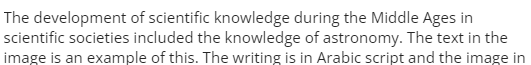 The development of scientific knowledge during the Middle Ages in
scientific societies included the knowledge of astronomy. The text in the
image is an example of this. The writing is in Arabic script and the image in